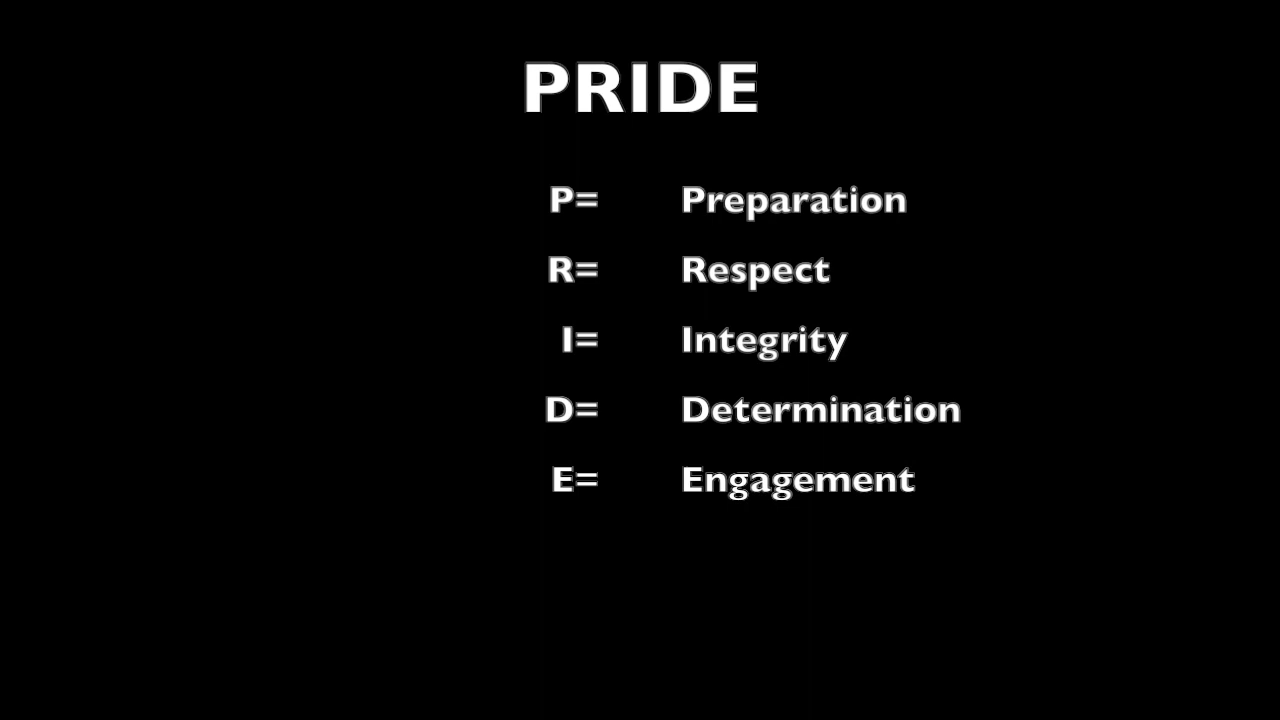 PRIDE
P= Preparation
R= Respect
I= Integrity
D= Determination
E= Engagement